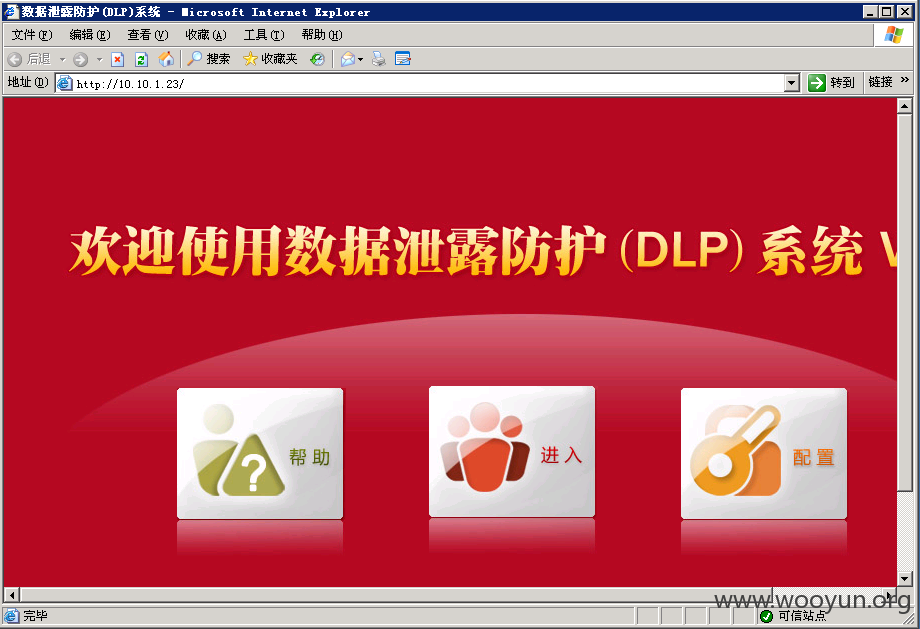 数据泄露防护(DLP)系统 - Microsoft Internet Explorer
文件(F) 编辑(E) 查看(V) 收藏(A) 工具(T) 帮助(H)
后退 搜索 收藏夹
地址(D) http://10.10.1.23/ 转到 链接 »
欢迎使用数据泄露防护(DLP)系统 V
帮助 进入 配置
www.wooyun.org
完毕 可信站点